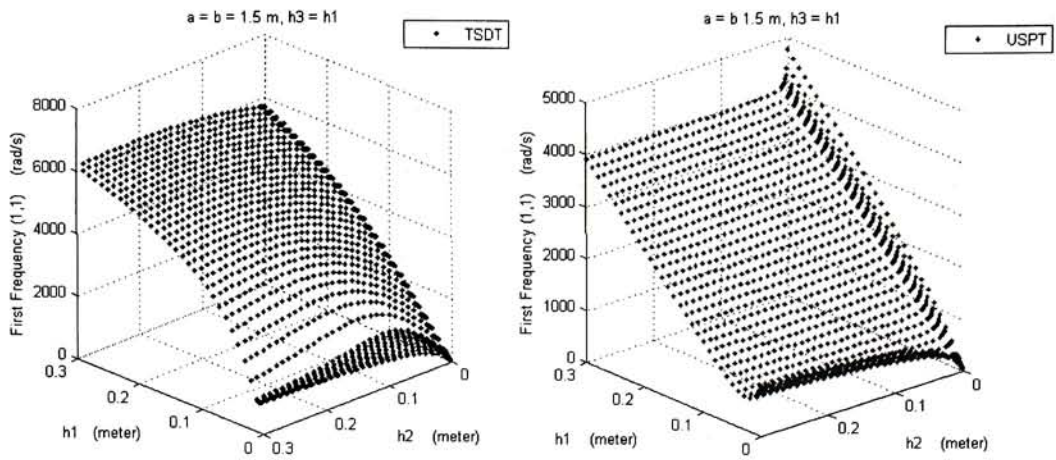 a = b = 1.5 m, h3 = h1
TSDT
8000
6000
4000
2000
0
First Frequency (1,1) (rad/s)
0.3
0.2
0.1
0
h1 (meter)
0.3
0.2
0.1
0
h2 (meter)
a = b 1.5 m, h3 = h1
USPT
5000
4000
3000
2000
1000
0
First Frequency (1,1) (rad/s)
0.3
0.2
0.1
0
h1 (meter)
0.2
0.1
0
h2 (meter)